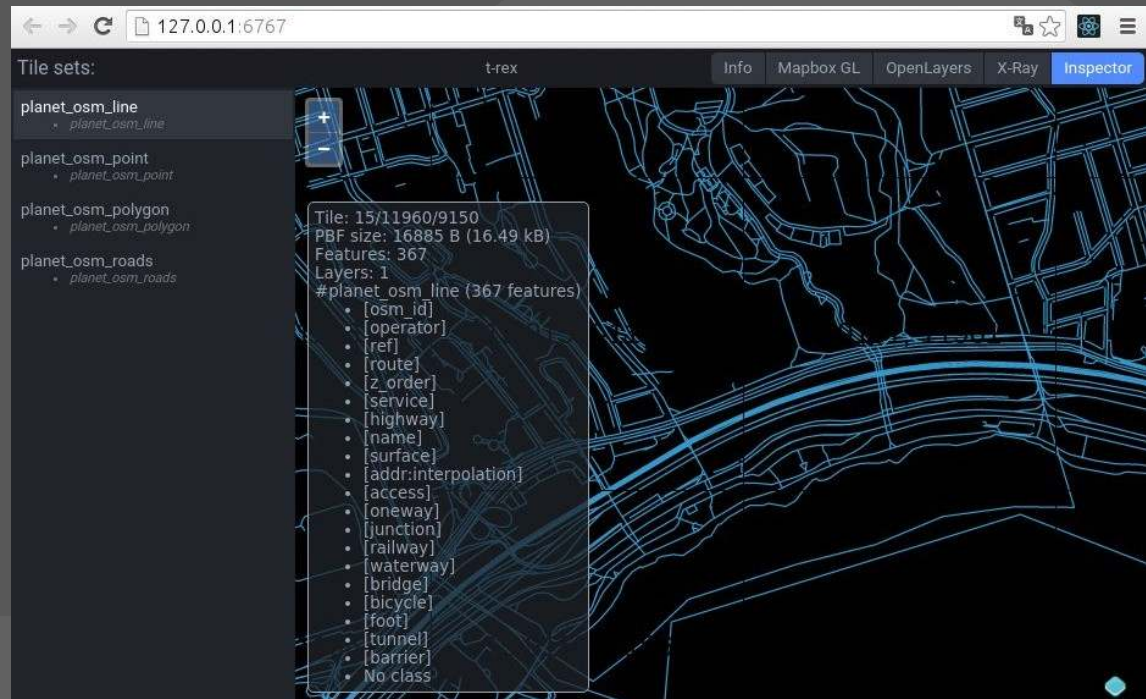 127.0.0.1:6767
Tile sets:
t-rex
Info
Mapbox GL
OpenLayers
X-Ray
Inspector
planet_osm_line
• planet_osm_line
planet_osm_point
• planet_osm_point
planet_osm_polygon
• planet_osm_polygon
planet_osm_roads
• planet_osm_roads
+
−
Tile: 15/11960/9150
PBF size: 16885 B (16.49 kB)
Features: 367
Layers: 1
#planet_osm_line (367 features)
• [osm_id]
• [operator]
• [ref]
• [route]
• [z_order]
• [service]
• [highway]
• [name]
• [surface]
• [addr:interpolation]
• [access]
• [oneway]
• [junction]
• [railway]
• [waterway]
• [bridge]
• [bicycle]
• [foot]
• [tunnel]
• [barrier]
• No class